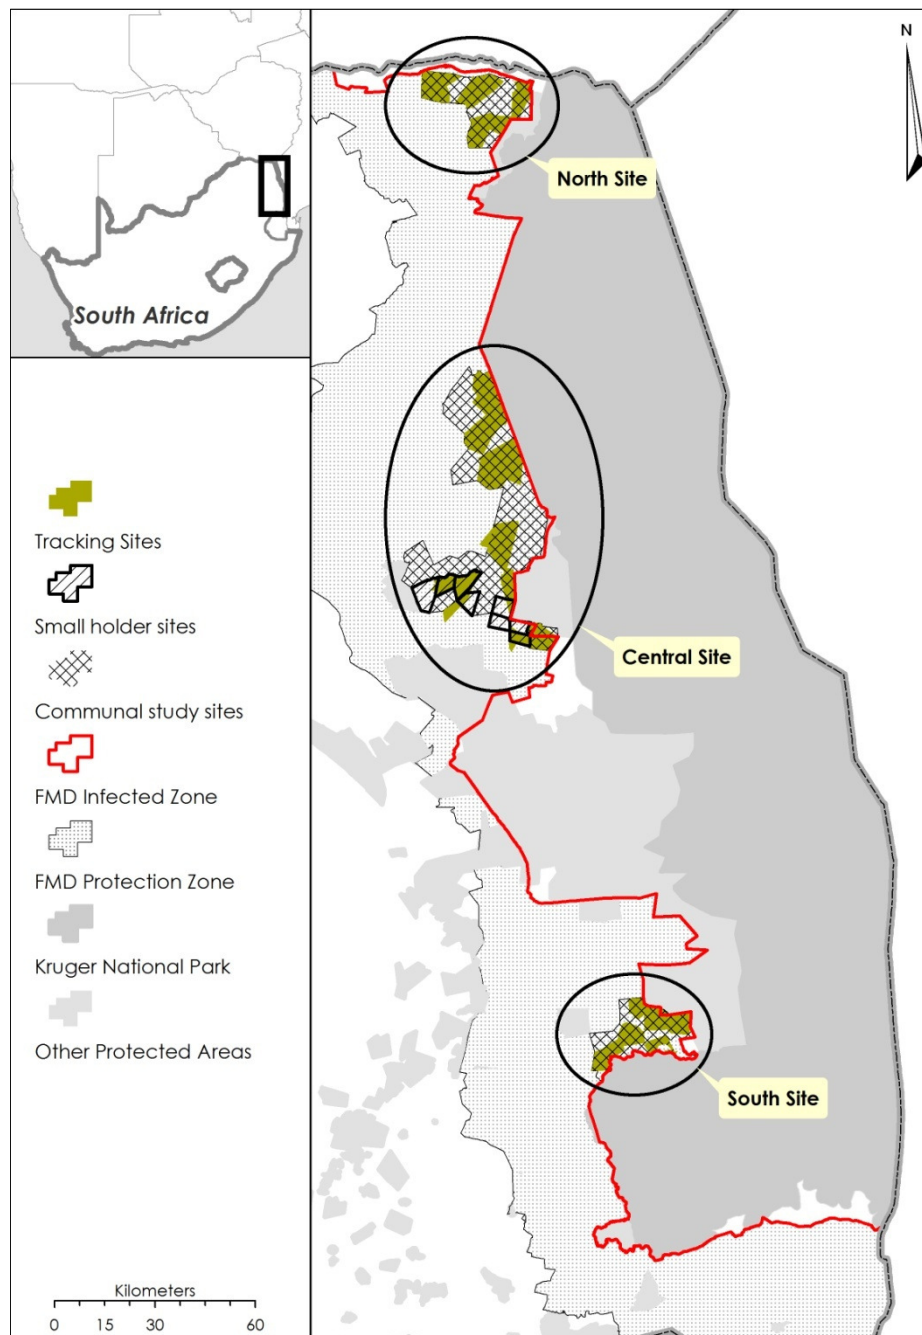 South Africa
Tracking Sites
Small holder sites
Communal study sites
FMD Infected Zone
FMD Protection Zone
Kruger National Park
Other Protected Areas
Kilometers
0 15 30 60
N
North Site
Central Site
South Site